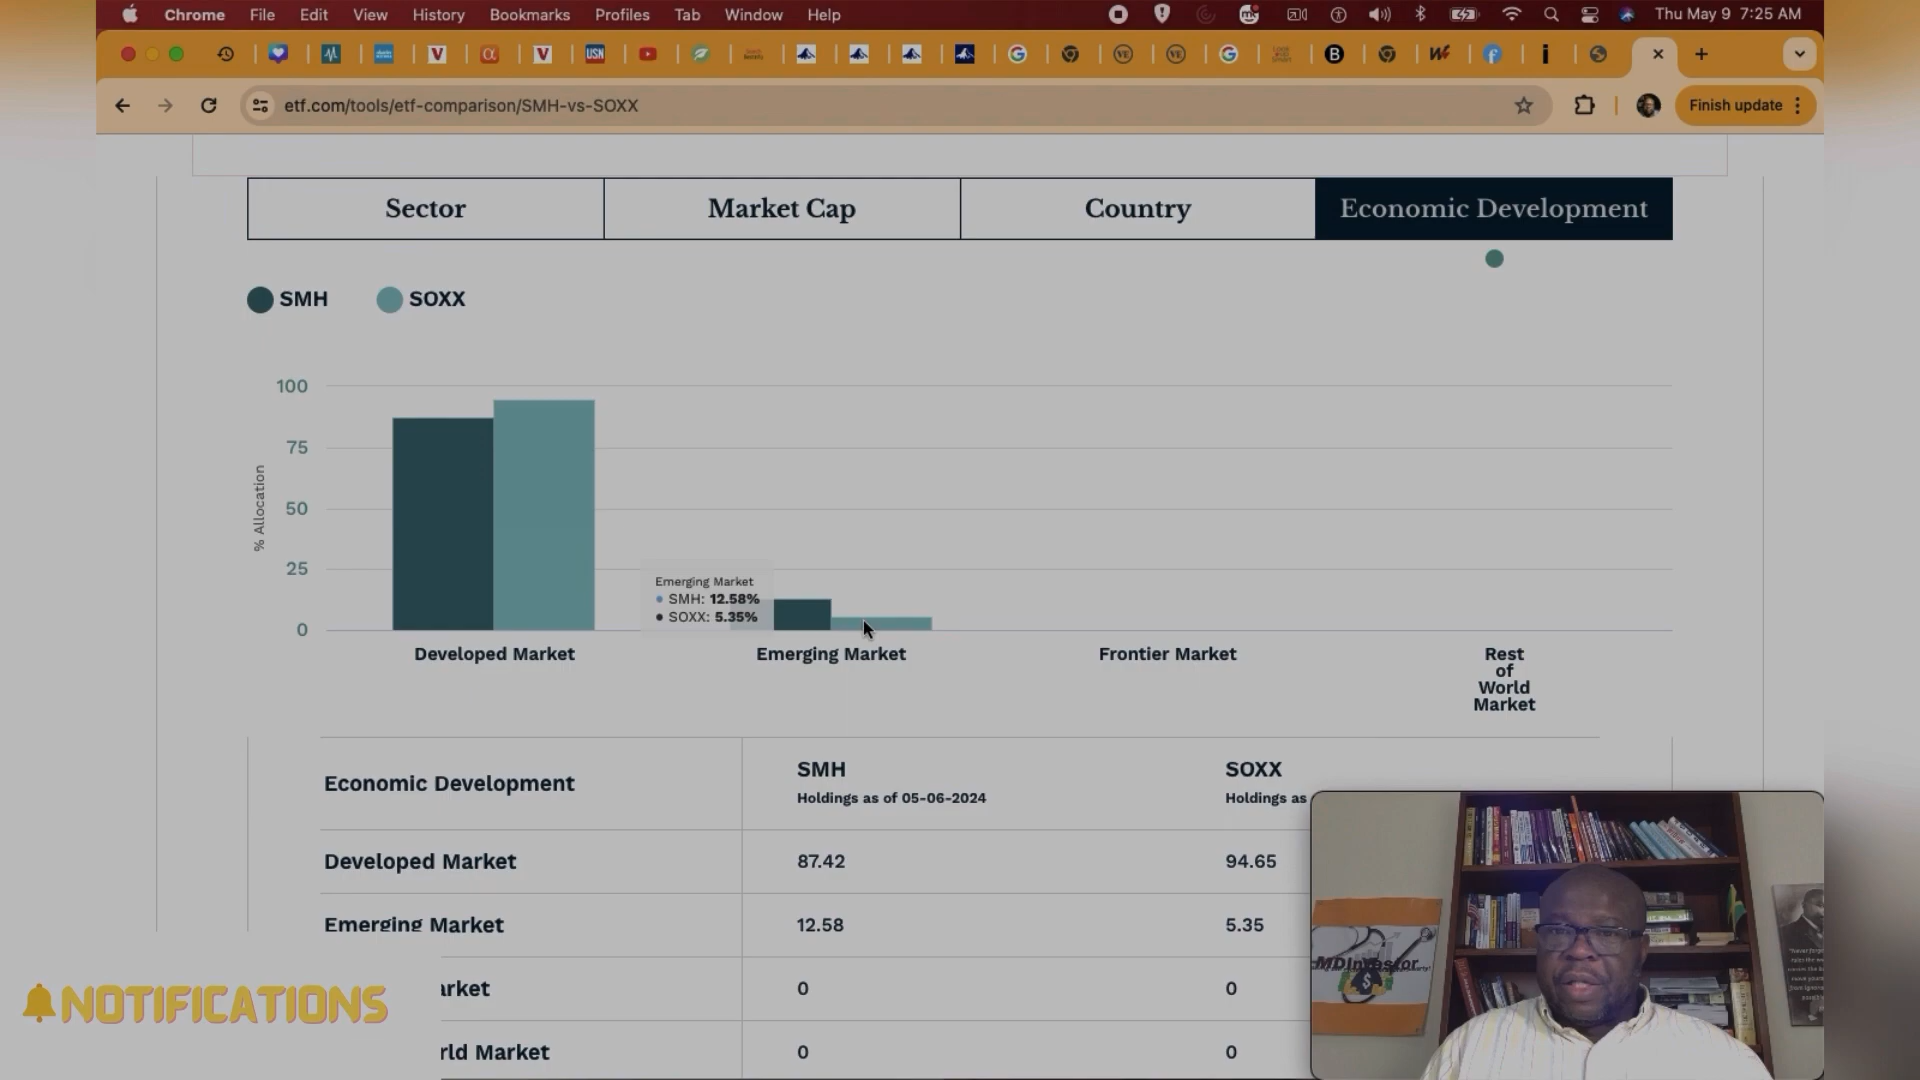 Chrome File Edit View History Bookmarks Profiles Tab Window Help Thu May 9 7:25 AM
etf.com/tools/etf-comparison/SMH-vs-SOXX Finish update
Sector Market Cap Country Economic Development
SMH SOXX
100
75
50
25
0
% Allocation
Emerging Market
SMH: 12.58%
SOXX: 5.35%
Developed Market Emerging Market Frontier Market Rest
of
World
Market
Economic Development SMH SOXX
Holdings as of 05-06-2024 Holdings as
Developed Market 87.42 94.65
Emerging Market 12.58 5.35
arket 0 0
rld Market 0 0
NOTIFICATIONS
MDInvestor